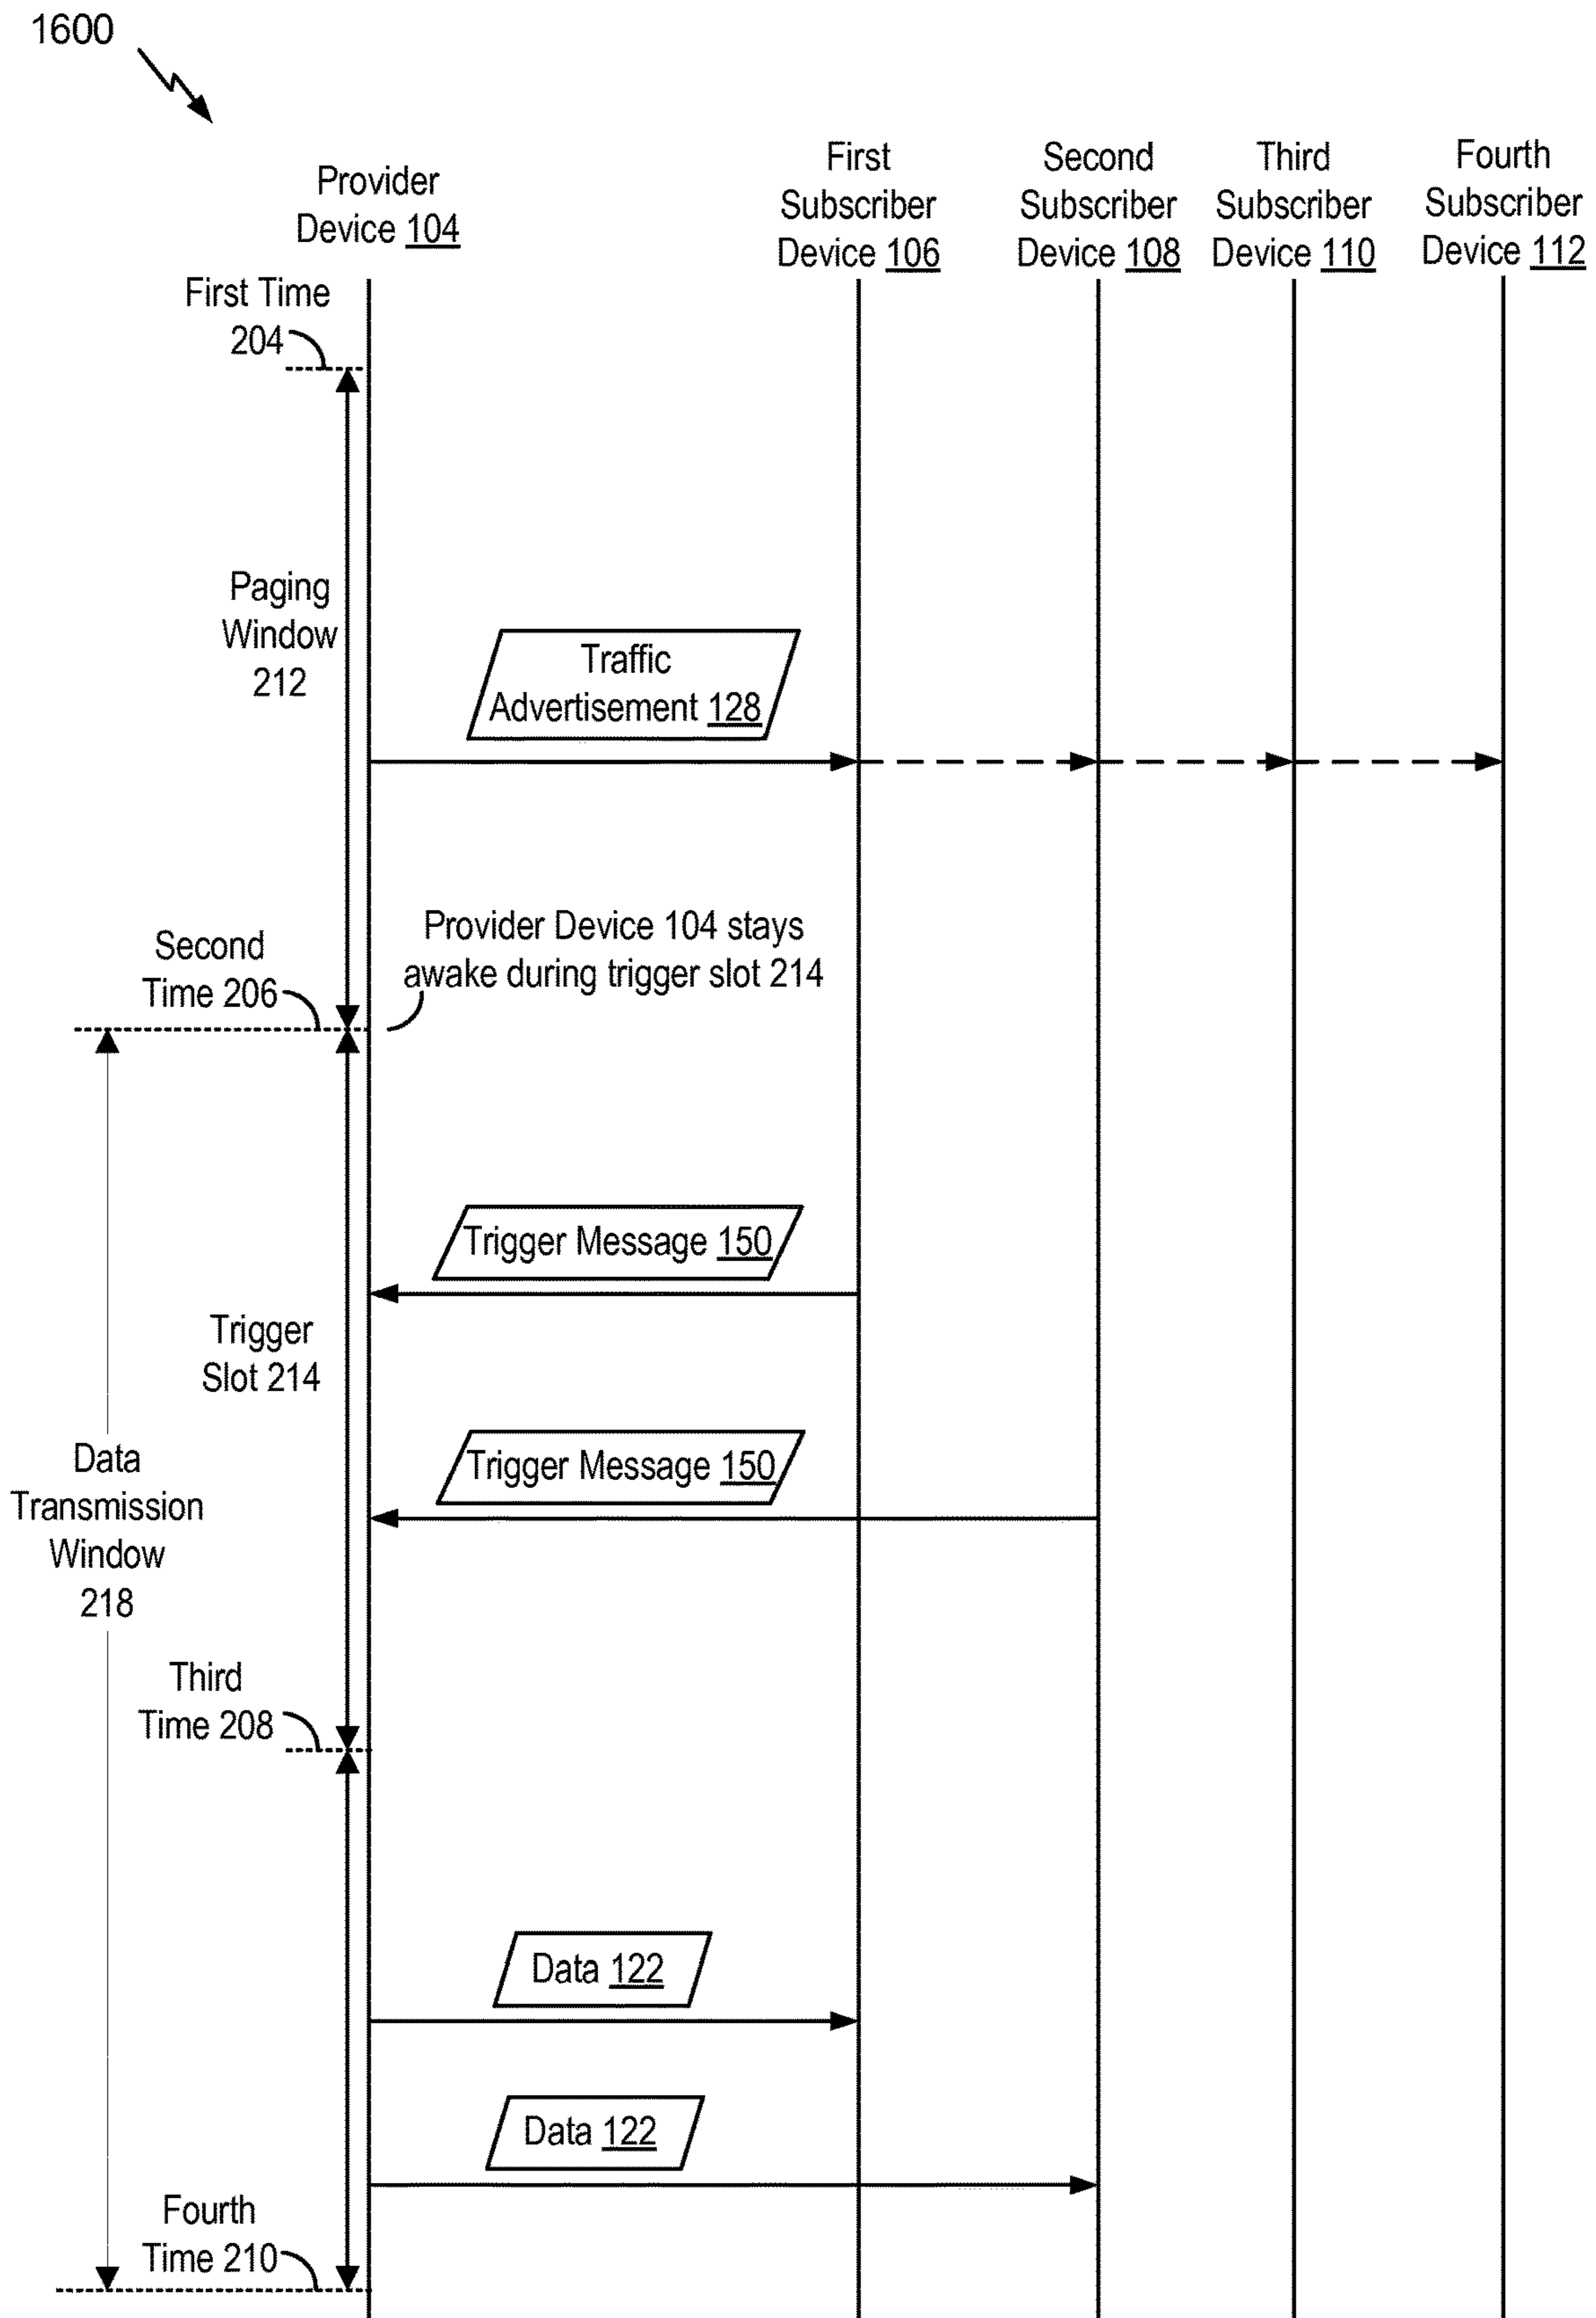 1600
Provider
Device 104
First
Subscriber
Device 106
Second
Subscriber
Device 108
Third
Subscriber
Device 110
Fourth
Subscriber
Device 112
First Time
204
Paging
Window
212
Traffic
Advertisement 128
Second
Time 206
Provider Device 104 stays
awake during trigger slot 214
Trigger Message 150
Trigger
Slot 214
Trigger Message 150
Data
Transmission
Window
218
Third
Time 208
Data 122
Data 122
Fourth
Time 210